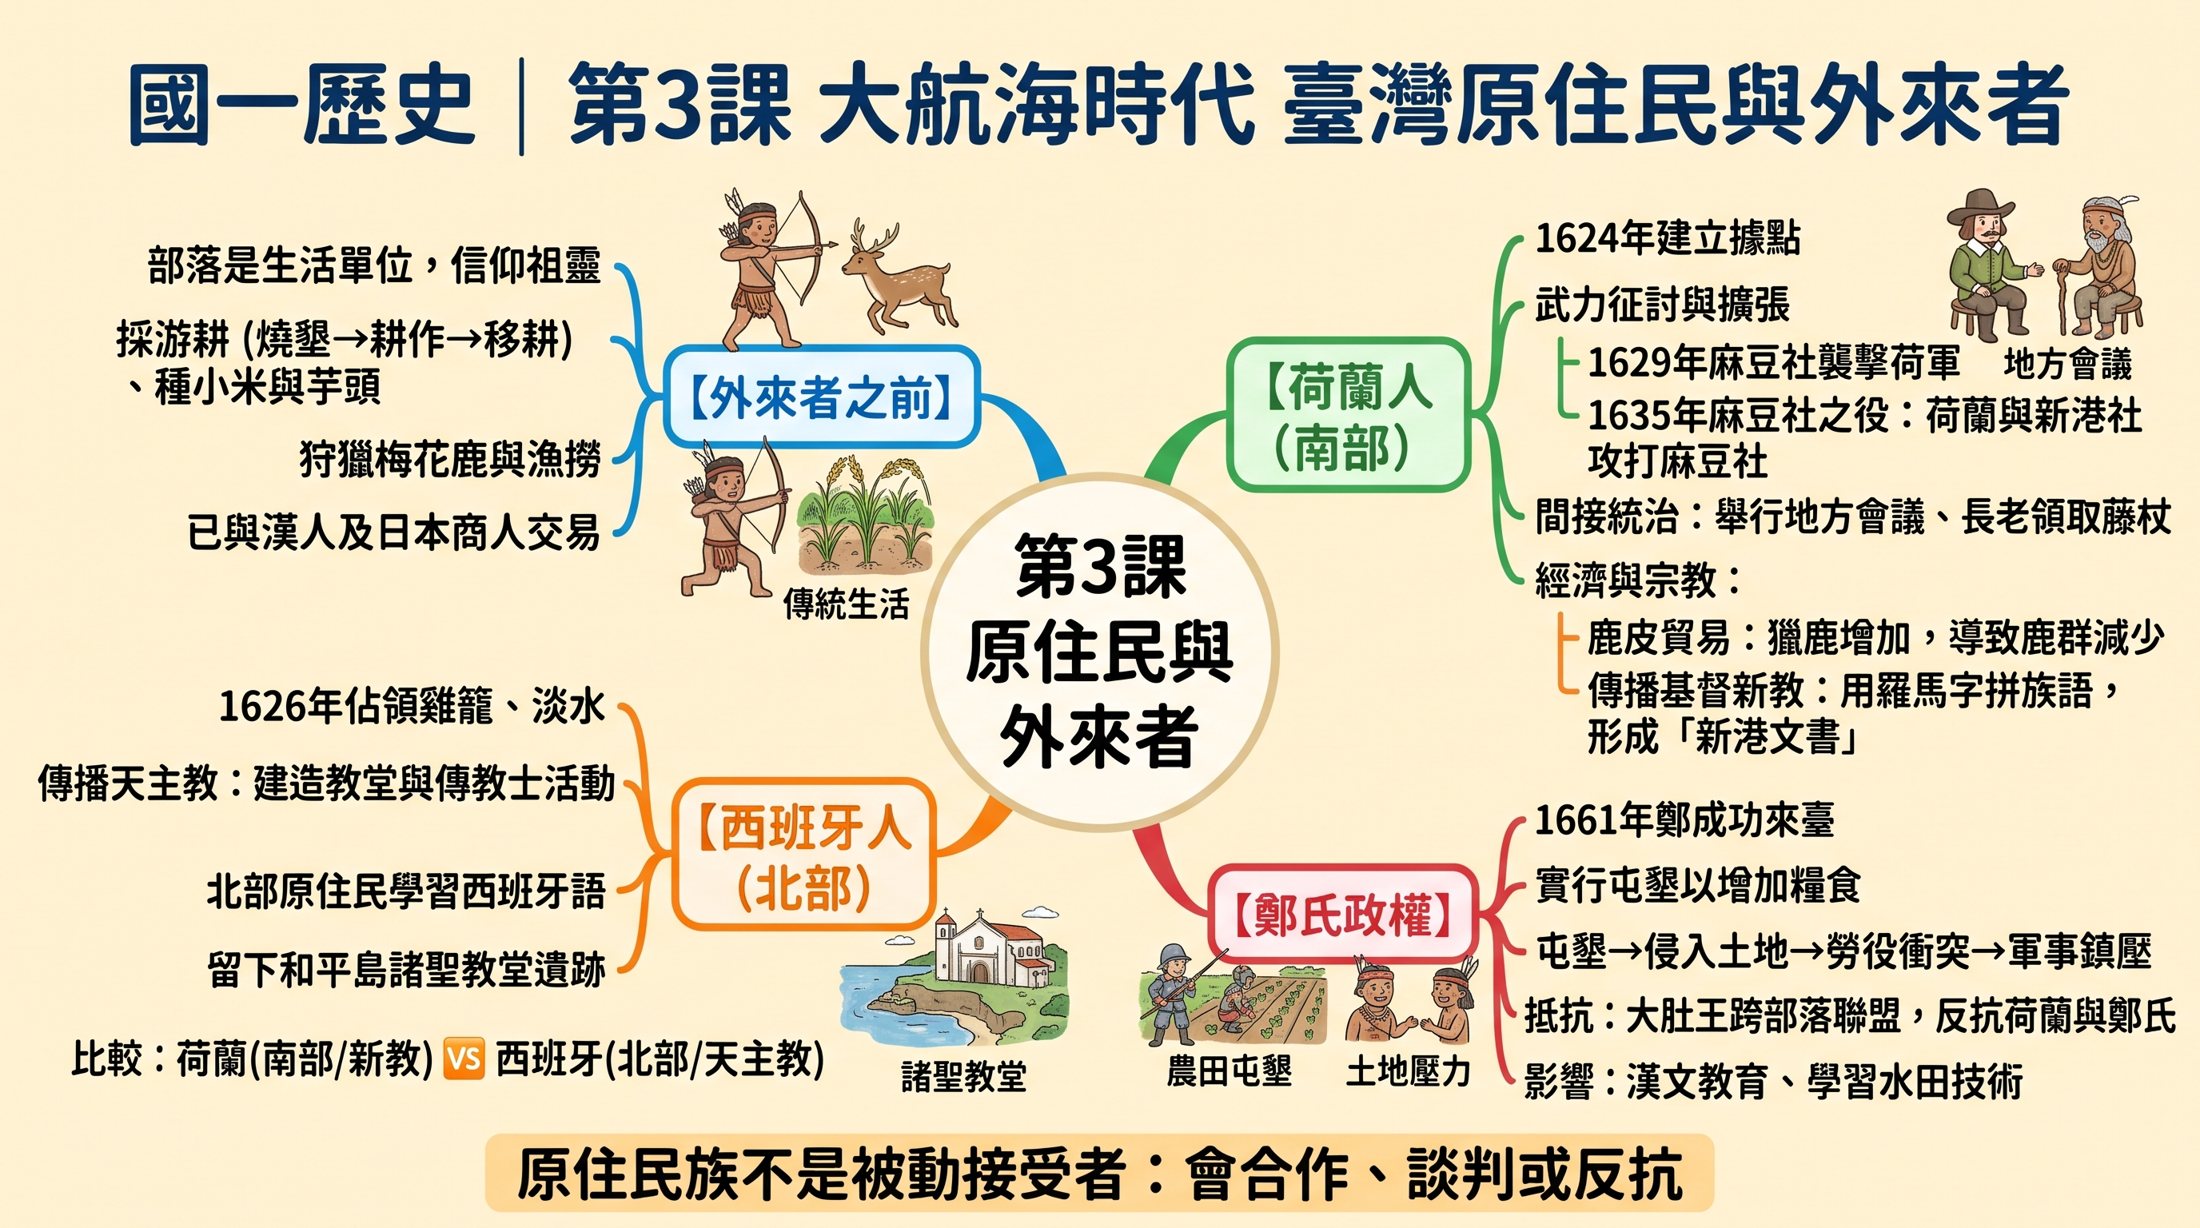 國一歷史｜第3課 大航海時代 臺灣原住民與外來者
第3課
原住民與
外來者
【外來者之前】
部落是生活單位，信仰祖靈
採游耕 (燒墾→耕作→移耕)
、種小米與芋頭
狩獵梅花鹿與漁撈
已與漢人及日本商人交易
傳統生活
【荷蘭人
（南部）
1624年建立據點
武力征討與擴張
1629年麻豆社襲擊荷軍
1635年麻豆社之役：荷蘭與新港社
攻打麻豆社
間接統治：舉行地方會議、長老領取藤杖
經濟與宗教：
鹿皮貿易：獵鹿增加，導致鹿群減少
傳播基督新教：用羅馬字拼族語，
形成「新港文書」
地方會議
【西班牙人
（北部）
1626年佔領雞籠、淡水
傳播天主教：建造教堂與傳教士活動
北部原住民學習西班牙語
留下和平島諸聖教堂遺跡
比較：荷蘭(南部/新教) VS 西班牙(北部/天主教)
諸聖教堂
【鄭氏政權】
1661年鄭成功來臺
實行屯墾以增加糧食
屯墾→侵入土地→勞役衝突→軍事鎮壓
抵抗：大肚王跨部落聯盟，反抗荷蘭與鄭氏
影響：漢文教育、學習水田技術
農田屯墾
土地壓力
原住民族不是被動接受者：會合作、談判或反抗